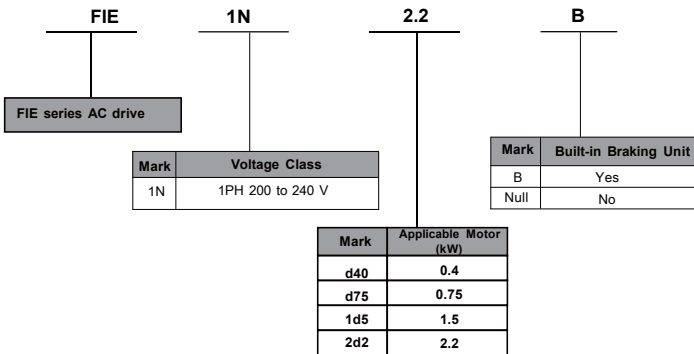 FIE 1N 2.2 B
FIE series AC drive
Mark Voltage Class
1N 1PH 200 to 240 V
Mark Built-in Braking Unit
B Yes
Null No
Mark Applicable Motor
(kW)
d40 0.4
d75 0.75
1d5 1.5
2d2 2.2